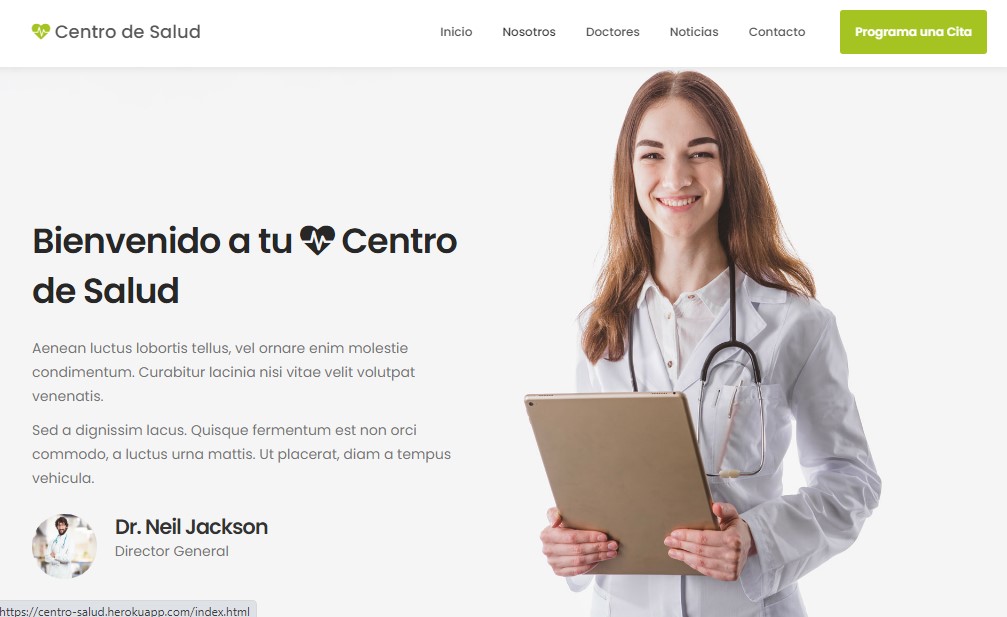 Centro de Salud
Inicio Nosotros Doctores Noticias Contacto Programa una Cita
Bienvenido a tu Centro
de Salud
Aenean luctus lobortis tellus, vel ornare enim molestie
condimentum. Curabitur lacinia nisi vitae velit volutpat
venenatis.
Sed a dignissim lacus. Quisque fermentum est non orci
commodo, a luctus urna mattis. Ut placerat, diam a tempus
vehicula.
Dr. Neil Jackson
Director General
https://centro-salud.herokuapp.com/index.html